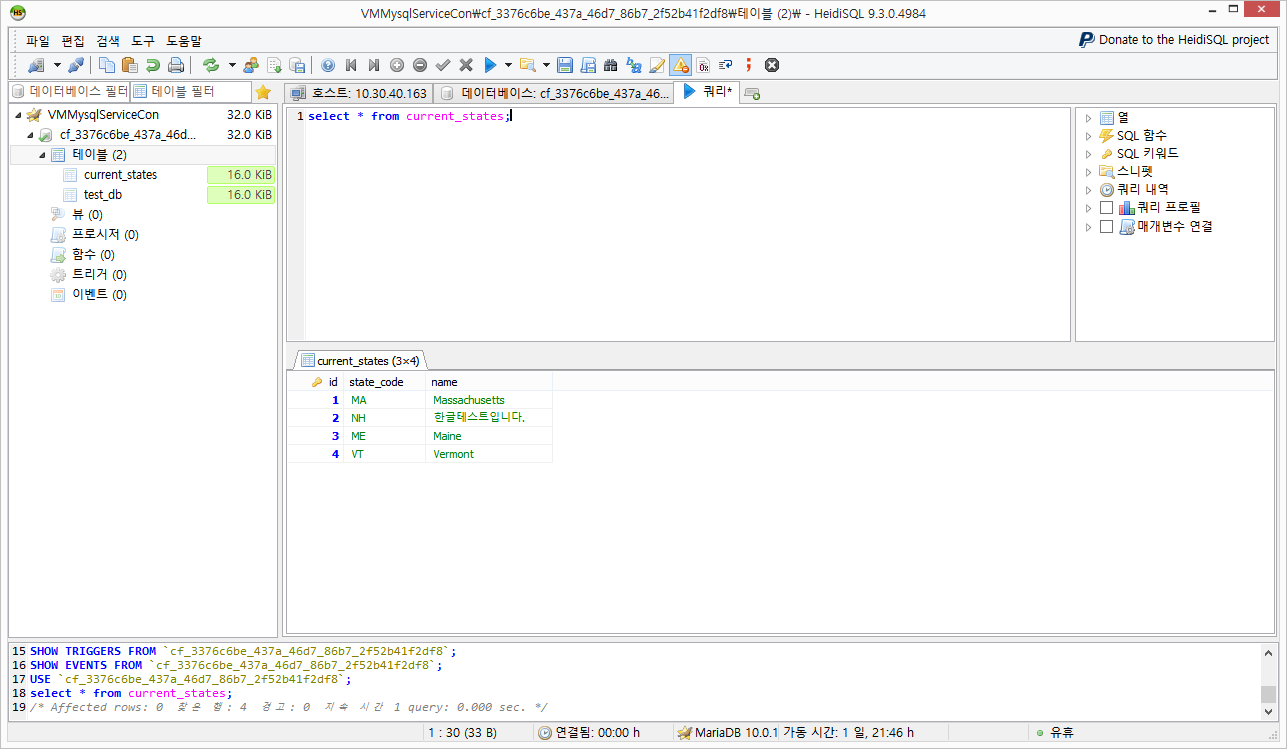 VMMysqlServiceCon₩cf_3376c6be_437a_46d7_86b7_2f52b41f2df8₩테이블 (2)₩ - HeidiSQL 9.3.0.4984
파일 편집 검색 도구 도움말
Donate to the HeidiSQL project
데이터베이스 필터 테이블 필터
호스트: 10.30.40.163 데이터베이스: cf_3376c6be_437a_46... 쿼리*
VMMysqlServiceCon 32.0 KiB
cf_3376c6be_437a_46d... 32.0 KiB
테이블 (2)
current_states 16.0 KiB
test_db 16.0 KiB
뷰 (0)
프로시저 (0)
함수 (0)
트리거 (0)
이벤트 (0)
1 select * from current_states;
열
SQL 함수
SQL 키워드
스니펫
쿼리 내역
쿼리 프로필
매개변수 연결
current_states (3×4)
id state_code name
1 MA Massachusetts
2 NH 한글테스트입니다.
3 ME Maine
4 VT Vermont
15 SHOW TRIGGERS FROM `cf_3376c6be_437a_46d7_86b7_2f52b41f2df8`;
16 SHOW EVENTS FROM `cf_3376c6be_437a_46d7_86b7_2f52b41f2df8`;
17 USE `cf_3376c6be_437a_46d7_86b7_2f52b41f2df8`;
18 select * from current_states;
19 /* Affected rows: 0 찾은 행: 4 경고: 0 지속 시간 1 query: 0.000 sec. */
1 : 30 (33 B) 연결됨: 00:00 h MariaDB 10.0.1 가동 시간: 1 일, 21:46 h 유휴